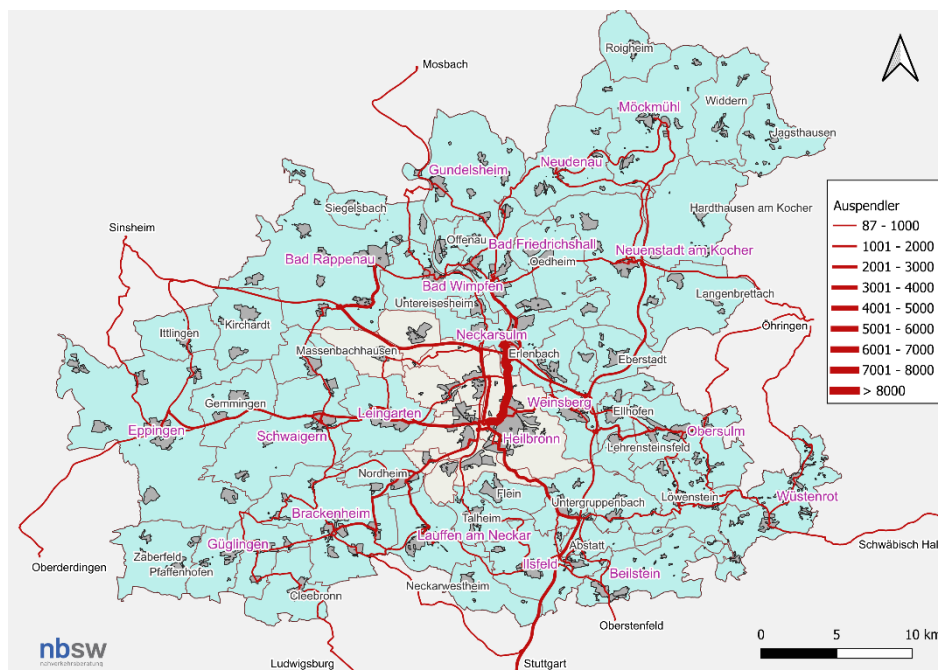 Roigheim
Mosbach
Möckmühl
Widdern
Jagsthausen
Neudenau
Gundelsheim
Siegelsbach
Hardthausen am Kocher
Sinsheim
Offenau
Bad Friedrichshall
Bad Rappenau
Oedheim
Neuenstadt am Kocher
Bad Wimpfen
Untereisesheim
Langenbrettach
Öhringen
Kirchardt
Ittlingen
Neckarsulm
Massenbachhausen
Erlenbach
Eberstadt
Gemmingen
Leingarten
Weinsberg
Ellhofen
Eppingen
Schwaigern
Heilbronn
Obersulm
Lehrensteinsfeld
Nordheim
Flein
Untergruppenbach
Löwenstein
Wüstenrot
Brackenheim
Talheim
Lauffen am Neckar
Güglingen
Abstatt
Schwäbisch Hall
Zaberfeld
Pfaffenhofen
Oberderdingen
Ilsfeld
Beilstein
Neckarwestheim
Cleebronn
Oberstenfeld
Ludwigsburg
Stuttgart
Auspendler
87 - 1000
1001 - 2000
2001 - 3000
3001 - 4000
4001 - 5000
5001 - 6000
6001 - 7000
7001 - 8000
> 8000
0 5 10 km
nbsw
nahverkehrsberatung